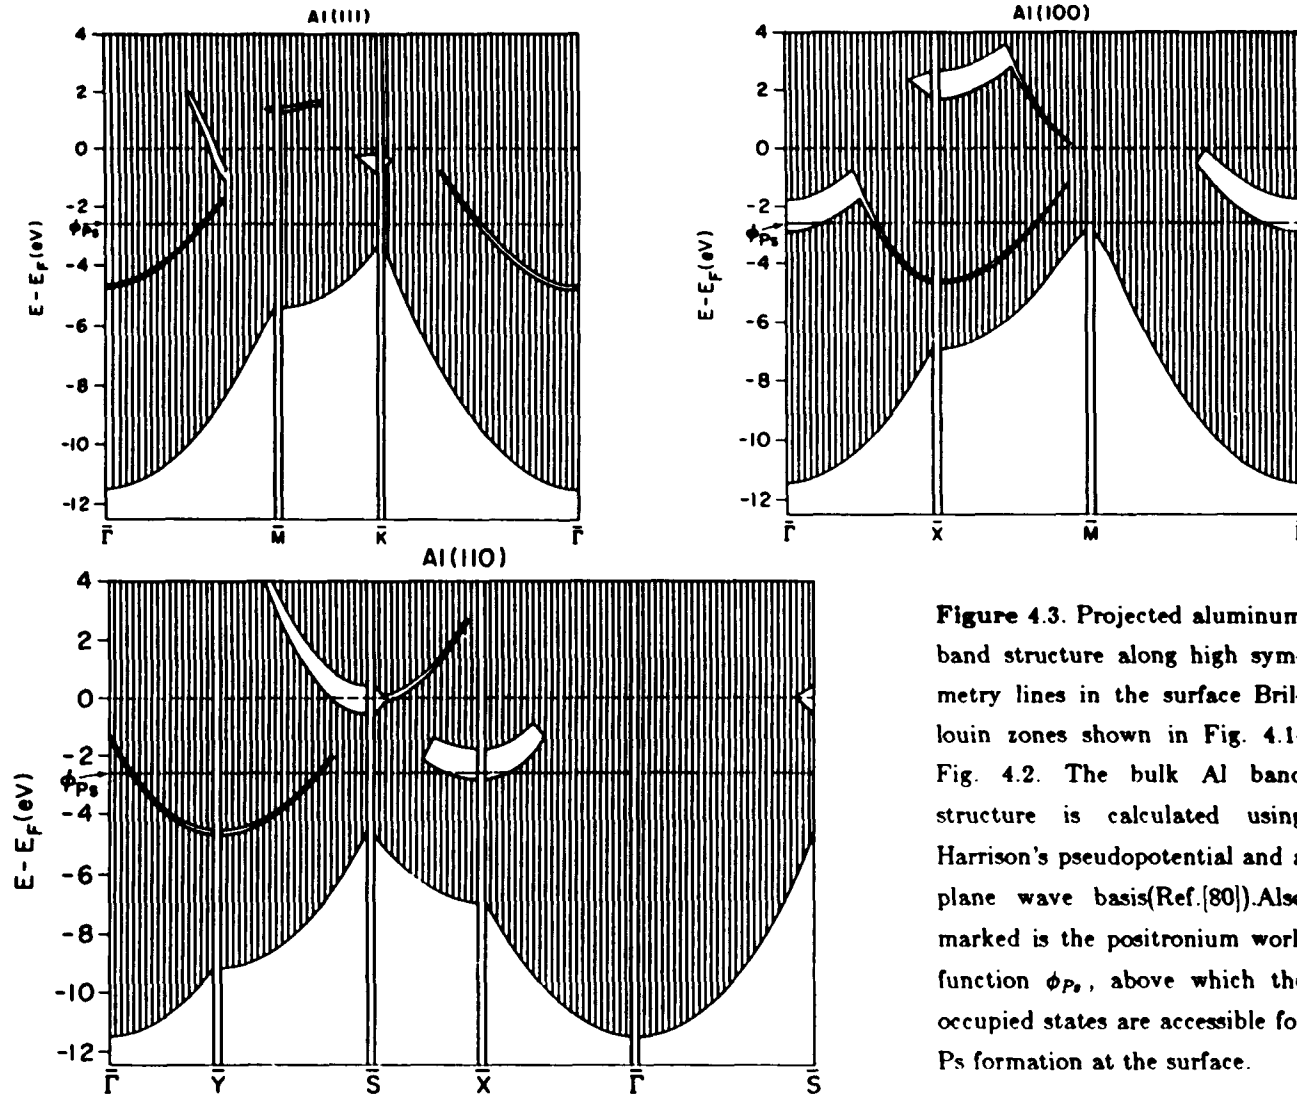 Al(111)
4
2
0
-2
ϕPs
-4
-6
-8
-10
-12
E - EF (eV)
Γ̄
M̄
K̄
Γ̄
Al(100)
4
2
0
-2
ϕPs
-4
-6
-8
-10
-12
E - EF (eV)
Γ̄
X̄
M̄
Al(110)
4
2
0
-2
ϕPs
-4
-6
-8
-10
-12
E - EF (eV)
Γ̄
Ȳ
S̄
X̄
Γ̄
S̄
Figure 4.3. Projected aluminum
band structure along high sym-
metry lines in the surface Bril-
louin zones shown in Fig. 4.1-
Fig. 4.2. The bulk Al band
structure is calculated using
Harrison's pseudopotential and a
plane wave basis(Ref.[80]).Also
marked is the positronium work
function ϕPs, above which the
occupied states are accessible for
Ps formation at the surface.